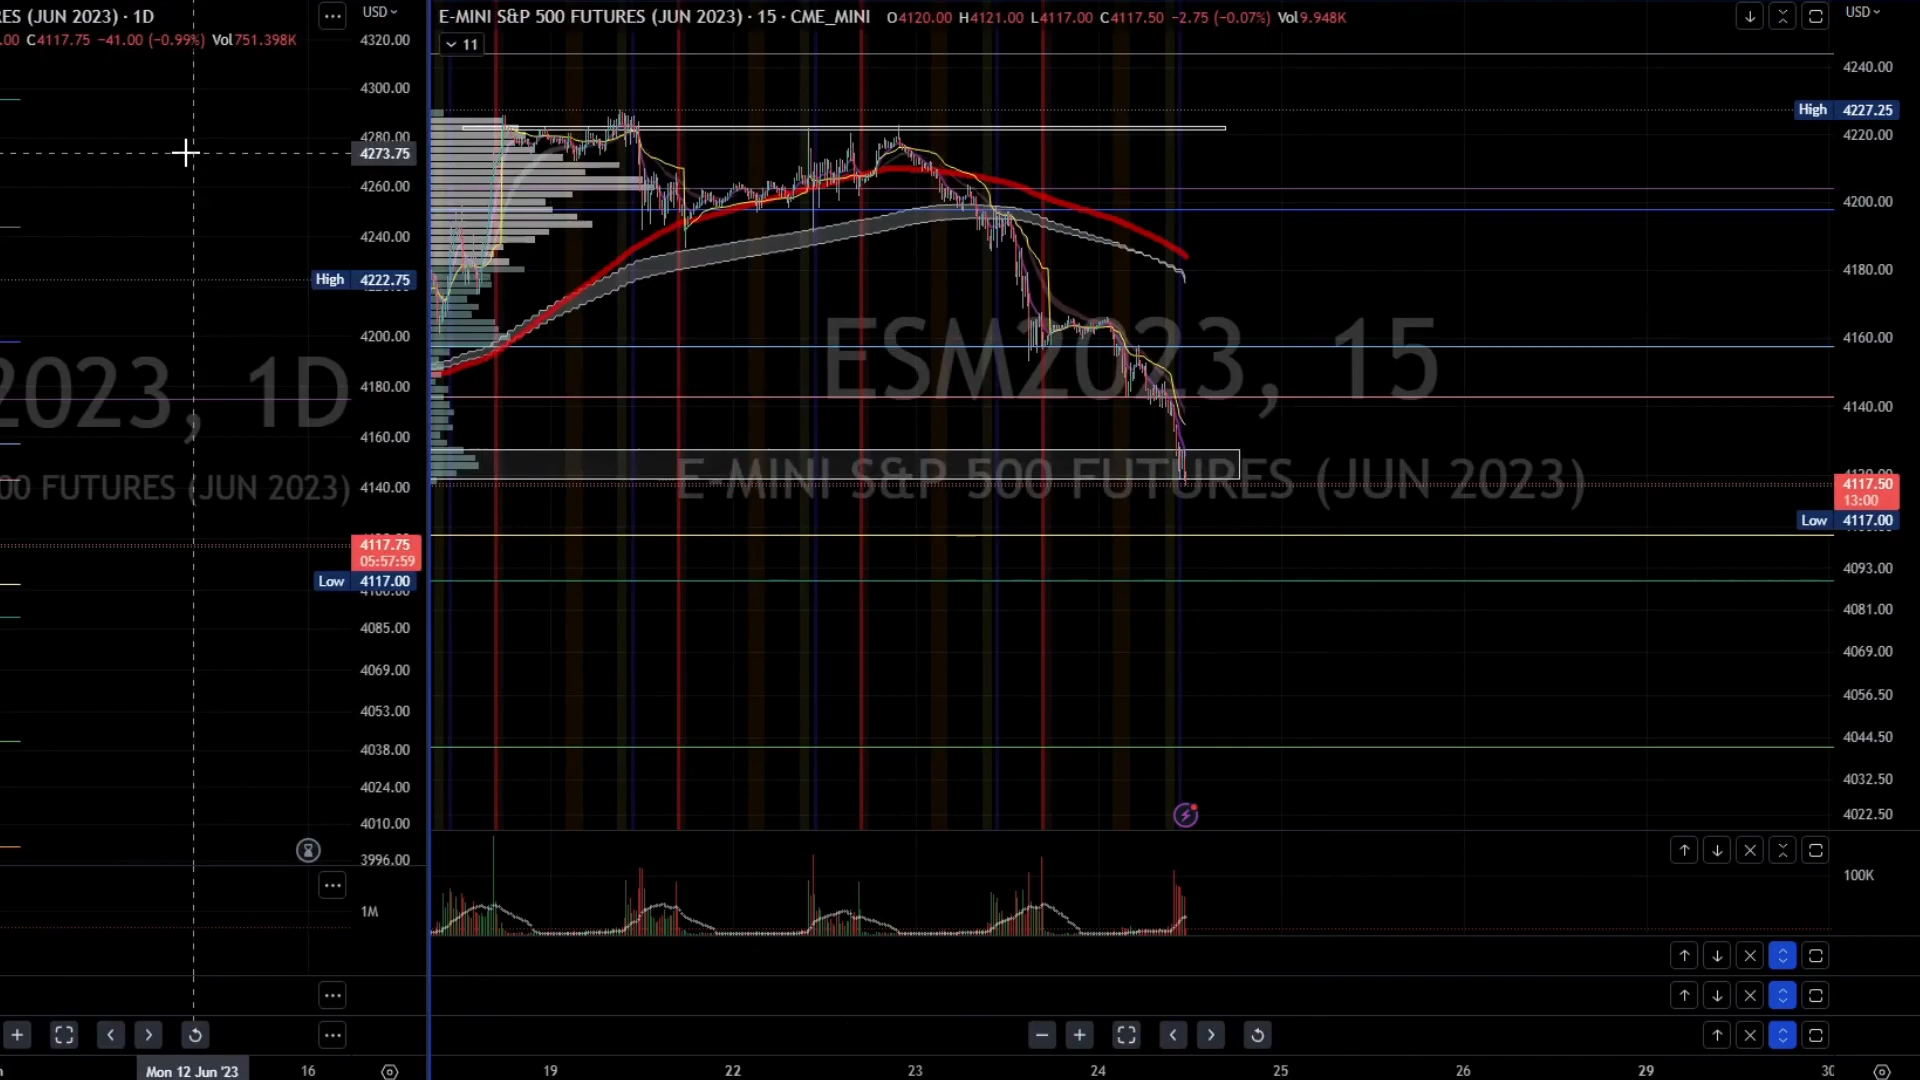 ES (JUN 2023) · 1D
.00 C4117.75 −41.00 (−0.99%) Vol751.398K
USD
4320.00
4300.00
4280.00
4273.75
4260.00
4240.00
High 4222.75
4200.00
4180.00
4160.00
4140.00
4117.75
05:57:59
Low 4117.00
4100.00
4085.00
4069.00
4053.00
4038.00
4024.00
4010.00
3996.00
1M
2023, 1D
00 FUTURES (JUN 2023)
Mon 12 Jun '23
16
E-MINI S&P 500 FUTURES (JUN 2023) · 15 · CME_MINI O4120.00 H4121.00 L4117.00 C4117.50 −2.75 (−0.07%) Vol9.948K
11
USD
4240.00
High 4227.25
4220.00
4200.00
4180.00
4160.00
4140.00
4120.00
4117.50
13:00
Low 4117.00
4093.00
4081.00
4069.00
4056.50
4044.50
4032.50
4022.50
100K
ESM2023, 15
E-MINI S&P 500 FUTURES (JUN 2023)
19 22 23 24 25 26 29 30